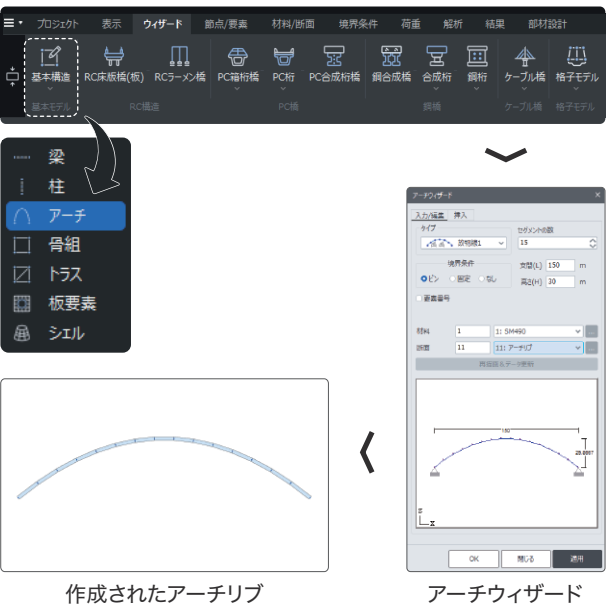 プロジェクト 表示 ウィザード 節点/要素 材料/断面 境界条件 荷重 解析 結果 部材設計
基本構造 RC床版橋(板) RCラーメン橋 PC箱桁橋 PC桁 PC合成桁橋 鋼合成橋 合成桁 鋼桁 ケーブル橋 格子モデル
基本モデル RC構造 PC橋 鋼橋 ケーブル橋 格子モデル
梁
柱
アーチ
骨組
トラス
板要素
シェル
アーチウィザード ×
入力/編集 挿入
タイプ セグメントの数
放物線1 15
境界条件 支間(L) 150 m
ピン 固定 なし 高さ(H) 30 m
要素番号
材料 1 1: SM490 ...
断面 11 11: アーチリブ ...
150
29.8667
X
OK 閉じる 適用
作成されたアーチリブ
アーチウィザード